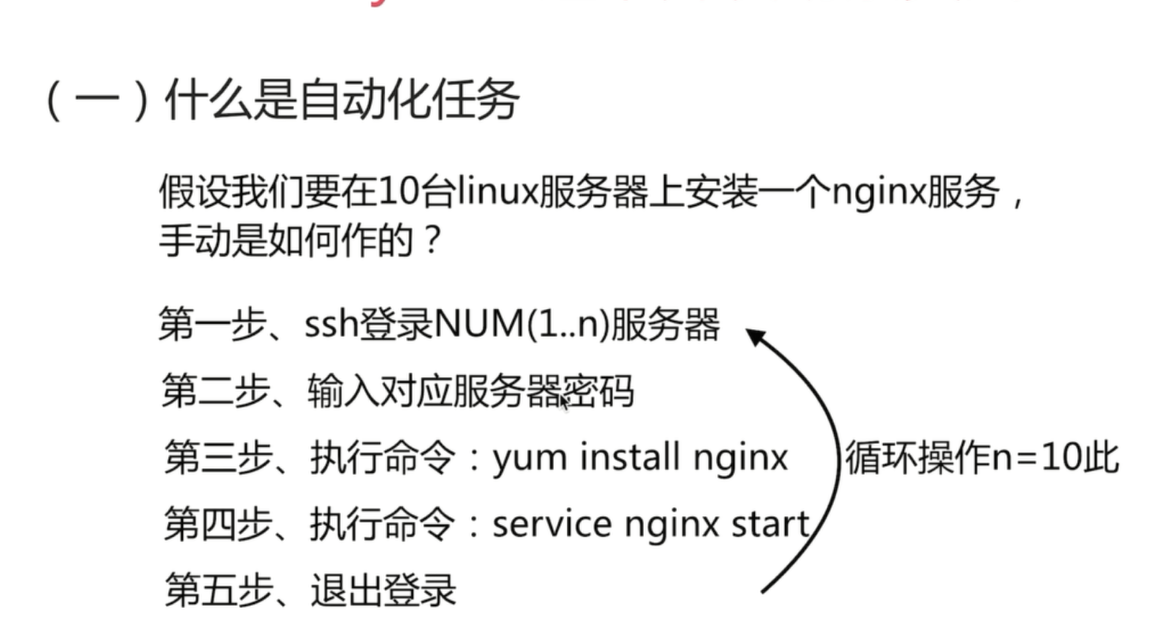 （一）什么是自动化任务
假设我们要在10台linux服务器上安装一个nginx服务，
手动是如何作的？
第一步、ssh登录NUM(1..n)服务器
第二步、输入对应服务器密码
第三步、执行命令：yum install nginx
循环操作n=10此
第四步、执行命令：service nginx start
第五步、退出登录